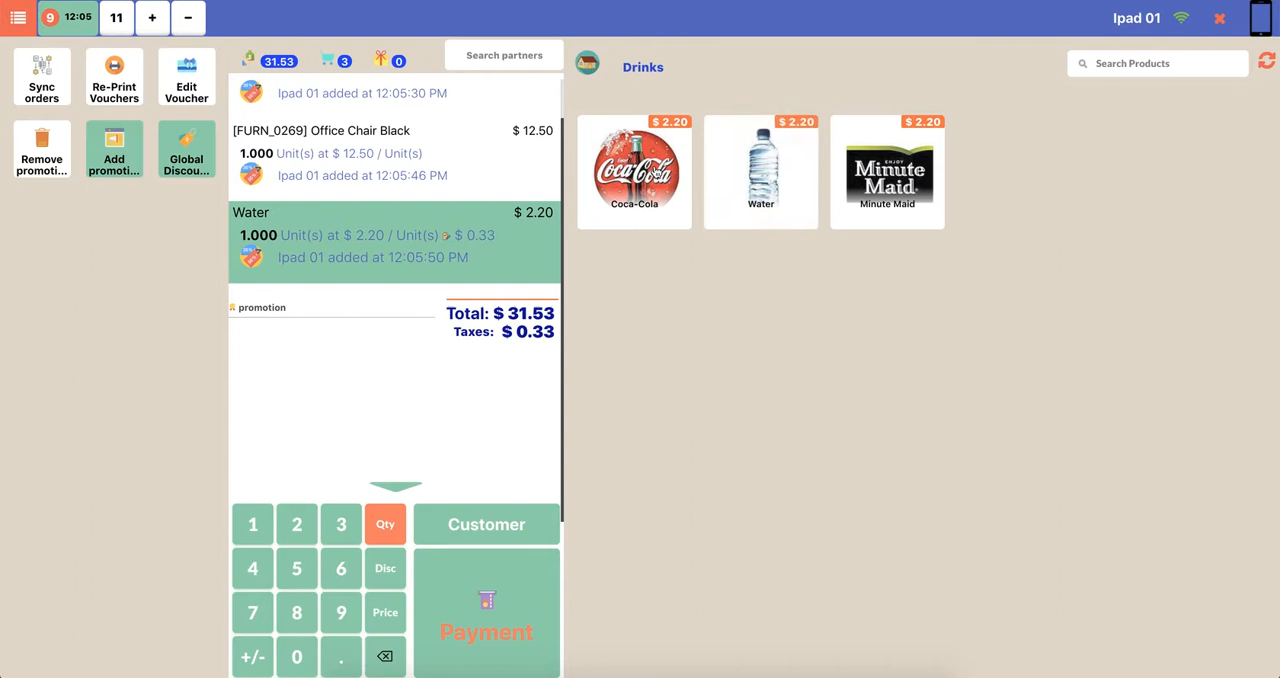 9 12:05 11 + -
Ipad 01
Sync orders
Re-Print Vouchers
Edit Voucher
Remove promoti...
Add promoti...
Global Discou...
31.53 3 0
Search partners
Ipad 01 added at 12:05:30 PM
[FURN_0269] Office Chair Black $ 12.50
1.000 Unit(s) at $ 12.50 / Unit(s)
Ipad 01 added at 12:05:46 PM
Water $ 2.20
1.000 Unit(s) at $ 2.20 / Unit(s) $ 0.33
Ipad 01 added at 12:05:50 PM
promotion
Total: $ 31.53
Taxes: $ 0.33
1 2 3 Qty
4 5 6 Disc
7 8 9 Price
+/- 0 .
Customer
Payment
Drinks
Search Products
$ 2.20
Coca-Cola
Coca-Cola
$ 2.20
Water
$ 2.20
ENJOY
Minute Maid
Minute Maid